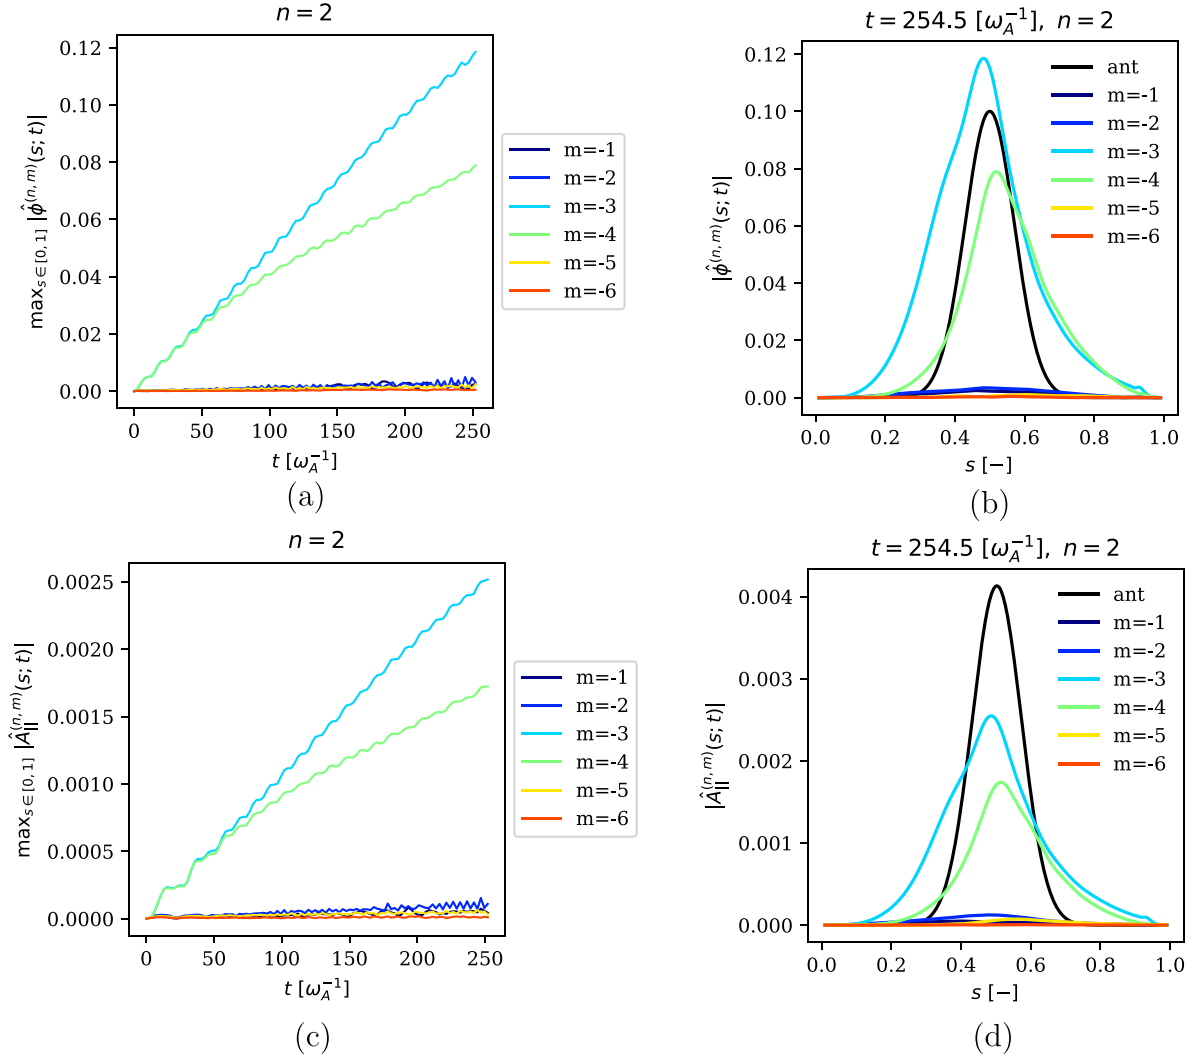 n = 2
max_{s∈[0,1]} |ϕ̂^{(n,m)}(s;t)|
0.12
0.10
0.08
0.06
0.04
0.02
0.00
0 50 100 150 200 250
t [ω_A^{-1}]
m=-1
m=-2
m=-3
m=-4
m=-5
m=-6
(a)
t = 254.5 [ω_A^{-1}], n = 2
|ϕ̂^{(n,m)}(s;t)|
0.12
0.10
0.08
0.06
0.04
0.02
0.00
0.0 0.2 0.4 0.6 0.8 1.0
s [−]
ant
m=-1
m=-2
m=-3
m=-4
m=-5
m=-6
(b)
n = 2
max_{s∈[0,1]} |Â_{||}^{(n,m)}(s;t)|
0.0025
0.0020
0.0015
0.0010
0.0005
0.0000
0 50 100 150 200 250
t [ω_A^{-1}]
m=-1
m=-2
m=-3
m=-4
m=-5
m=-6
(c)
t = 254.5 [ω_A^{-1}], n = 2
|Â_{||}^{(n,m)}(s;t)|
0.004
0.003
0.002
0.001
0.000
0.0 0.2 0.4 0.6 0.8 1.0
s [−]
ant
m=-1
m=-2
m=-3
m=-4
m=-5
m=-6
(d)